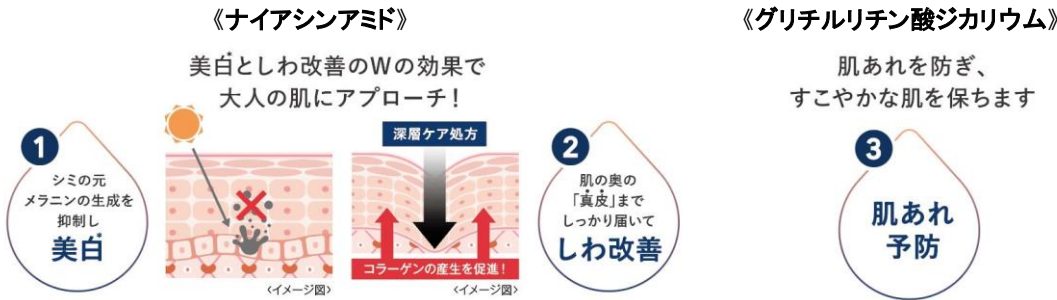 《ナイアシンアミド》
美白*としわ改善のWの効果で
大人の肌にアプローチ！
1
シミの元
メラニンの生成を
抑制し
美白*
〈イメージ図〉
深層ケア処方
コラーゲンの産生を促進！
〈イメージ図〉
2
肌の奥の
「真皮」まで
しっかり届いて
しわ改善
《グリチルリチン酸ジカリウム》
肌あれを防ぎ、
すこやかな肌を保ちます
3
肌あれ
予防